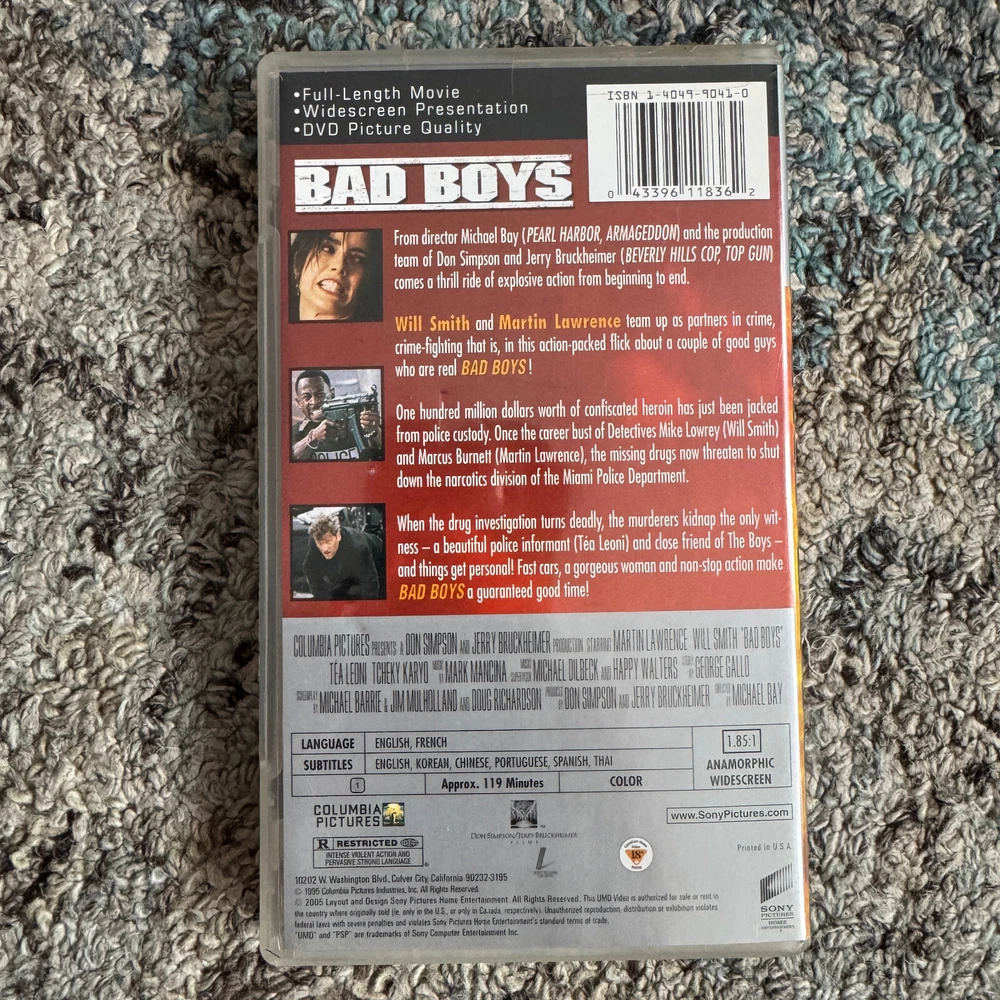 •Full-Length Movie
•Widescreen Presentation
•DVD Picture Quality
ISBN 1-4049-9041-0
0 43396 11836 2
BAD BOYS
From director Michael Bay (PEARL HARBOR, ARMAGEDDON) and the production
team of Don Simpson and Jerry Bruckheimer (BEVERLY HILLS COP, TOP GUN)
comes a thrill ride of explosive action from beginning to end.
Will Smith and Martin Lawrence team up as partners in crime,
crime-fighting that is, in this action-packed flick about a couple of good guys
who are real BAD BOYS!
One hundred million dollars worth of confiscated heroin has just been jacked
from police custody. Once the career bust of Detectives Mike Lowrey (Will Smith)
and Marcus Burnett (Martin Lawrence), the missing drugs now threaten to shut
down the narcotics division of the Miami Police Department.
POLICE
When the drug investigation turns deadly, the murderers kidnap the only wit-
ness – a beautiful police informant (Téa Leoni) and close friend of The Boys –
and things get personal! Fast cars, a gorgeous woman and non-stop action make
BAD BOYS a guaranteed good time!
COLUMBIA PICTURES PRESENTS A DON SIMPSON AND JERRY BRUCKHEIMER PRODUCTION STARRING MARTIN LAWRENCE WILL SMITH "BAD BOYS"
TÉA LEONI TCHEKY KARYO MUSIC BY MARK MANCINA MUSIC SUPERVISION MICHAEL DILBECK AND HAPPY WALTERS STORY BY GEORGE GALLO
SCREENPLAY BY MICHAEL BARRIE & JIM MULHOLLAND AND DOUG RICHARDSON PRODUCED BY DON SIMPSON AND JERRY BRUCKHEIMER DIRECTED BY MICHAEL BAY
LANGUAGE ENGLISH, FRENCH
SUBTITLES ENGLISH, KOREAN, CHINESE, PORTUGUESE, SPANISH, THAI
1.85:1
ANAMORPHIC
WIDESCREEN
1 Approx. 119 Minutes COLOR
COLUMBIA
PICTURES
DON SIMPSON/JERRY BRUCKHEIMER
FILMS
www.SonyPictures.com
R RESTRICTED
INTENSE VIOLENT ACTION AND
PERVASIVE STRONG LANGUAGE
18
Printed in U.S.A.
SONY
PICTURES
HOME
ENTERTAINMENT
10202 W. Washington Blvd., Culver City, California 90232-3195
© 1995 Columbia Pictures Industries, Inc. All Rights Reserved.
© 2005 Layout and Design Sony Pictures Home Entertainment. All Rights Reserved. This UMD Video is authorized for sale or rent in
the country where originally sold (ie, only in the U.S., or only in Canada, respectively). Unauthorized reproduction, distribution or exhibition violates
federal laws with severe penalties and violates Sony Pictures Home Entertainment's standard terms of trade.
"UMD" and "PSP" are trademarks of Sony Computer Entertainment Inc.